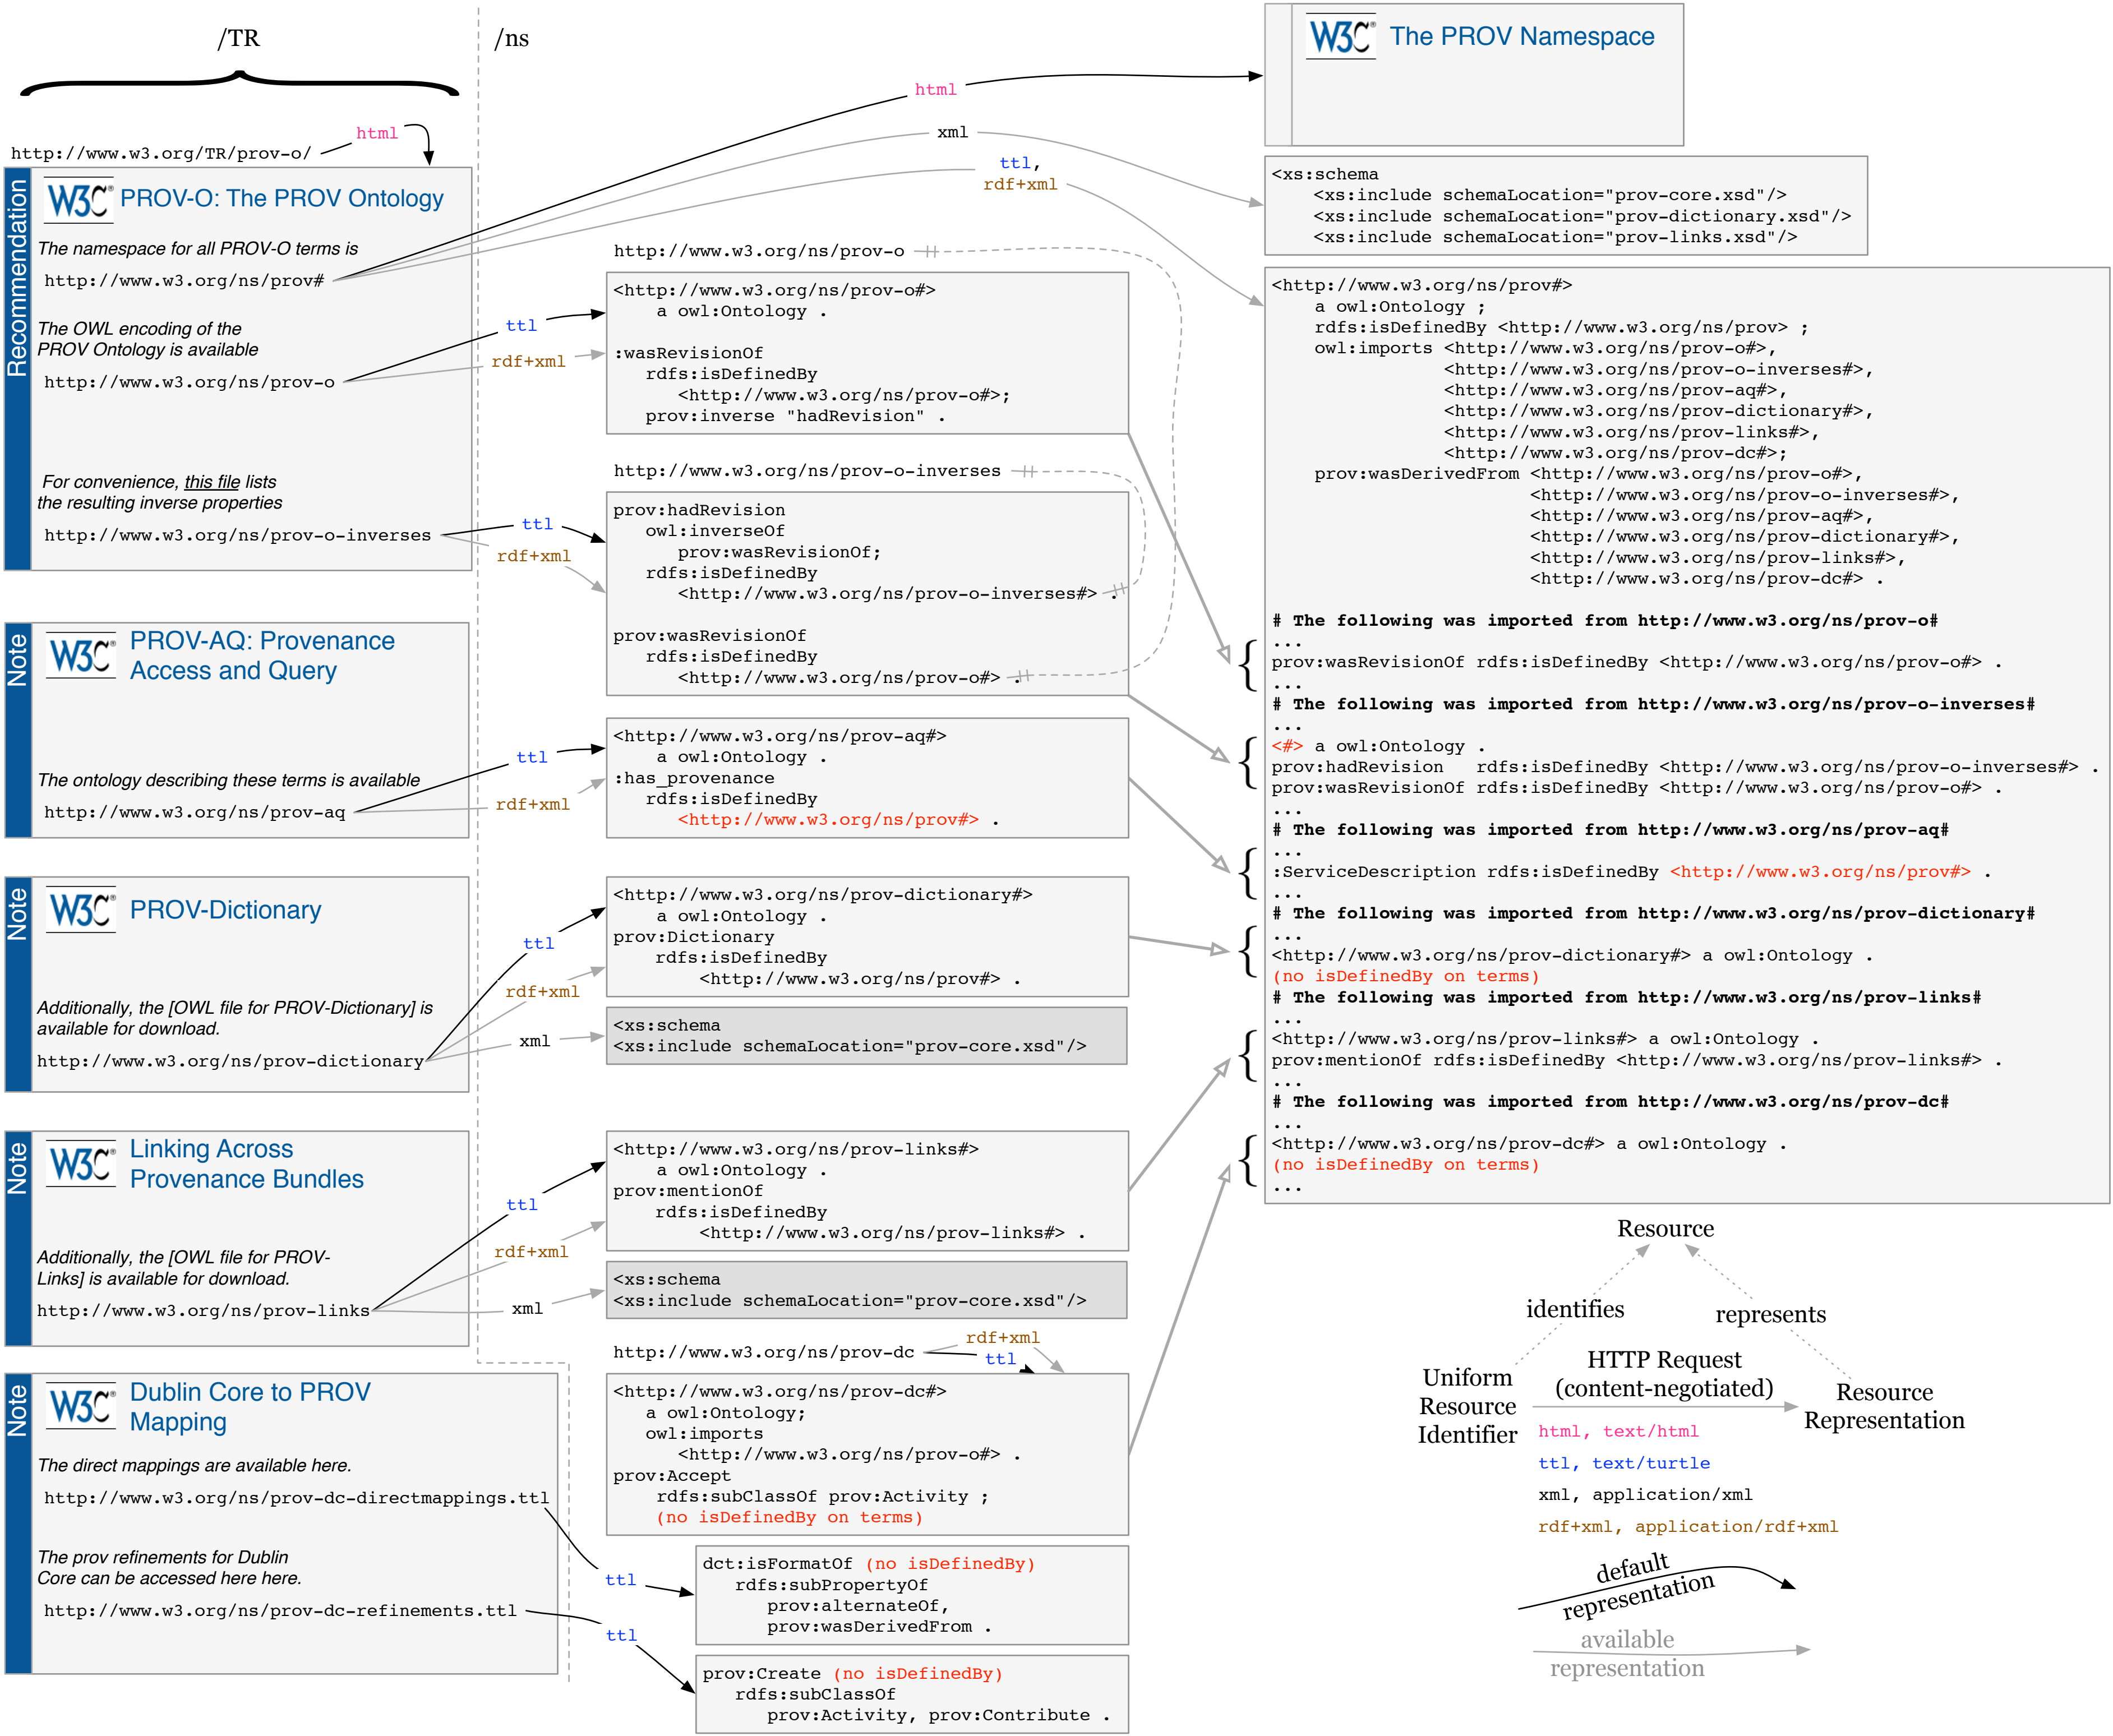 /TR
/ns
http://www.w3.org/TR/prov-o/
html
Recommendation
W3C®
PROV-O: The PROV Ontology
The namespace for all PROV-O terms is
http://www.w3.org/ns/prov#
The OWL encoding of the
PROV Ontology is available
http://www.w3.org/ns/prov-o
For convenience, this file lists
the resulting inverse properties
http://www.w3.org/ns/prov-o-inverses
Note
W3C®
PROV-AQ: Provenance
Access and Query
The ontology describing these terms is available
http://www.w3.org/ns/prov-aq
Note
W3C®
PROV-Dictionary
Additionally, the [OWL file for PROV-Dictionary] is
available for download.
http://www.w3.org/ns/prov-dictionary
Note
W3C®
Linking Across
Provenance Bundles
Additionally, the [OWL file for PROV-
Links] is available for download.
http://www.w3.org/ns/prov-links
Note
W3C®
Dublin Core to PROV
Mapping
The direct mappings are available here.
http://www.w3.org/ns/prov-dc-directmappings.ttl
The prov refinements for Dublin
Core can be accessed here here.
http://www.w3.org/ns/prov-dc-refinements.ttl
html
xml
ttl,
rdf+xml
ttl
rdf+xml
http://www.w3.org/ns/prov-o
<http://www.w3.org/ns/prov-o#>
a owl:Ontology .
:wasRevisionOf
rdfs:isDefinedBy
<http://www.w3.org/ns/prov-o#>;
prov:inverse "hadRevision" .
ttl
rdf+xml
http://www.w3.org/ns/prov-o-inverses
prov:hadRevision
owl:inverseOf
prov:wasRevisionOf;
rdfs:isDefinedBy
<http://www.w3.org/ns/prov-o-inverses#> .
prov:wasRevisionOf
rdfs:isDefinedBy
<http://www.w3.org/ns/prov-o#> .
ttl
rdf+xml
<http://www.w3.org/ns/prov-aq#>
a owl:Ontology .
:has_provenance
rdfs:isDefinedBy
<http://www.w3.org/ns/prov#> .
ttl
rdf+xml
xml
<http://www.w3.org/ns/prov-dictionary#>
a owl:Ontology .
prov:Dictionary
rdfs:isDefinedBy
<http://www.w3.org/ns/prov#> .
<xs:schema
<xs:include schemaLocation="prov-core.xsd"/>
ttl
rdf+xml
xml
<http://www.w3.org/ns/prov-links#>
a owl:Ontology .
prov:mentionOf
rdfs:isDefinedBy
<http://www.w3.org/ns/prov-links#> .
<xs:schema
<xs:include schemaLocation="prov-core.xsd"/>
http://www.w3.org/ns/prov-dc
rdf+xml
ttl
<http://www.w3.org/ns/prov-dc#>
a owl:Ontology;
owl:imports
<http://www.w3.org/ns/prov-o#> .
prov:Accept
rdfs:subClassOf prov:Activity ;
(no isDefinedBy on terms)
ttl
dct:isFormatOf (no isDefinedBy)
rdfs:subPropertyOf
prov:alternateOf,
prov:wasDerivedFrom .
ttl
prov:Create (no isDefinedBy)
rdfs:subClassOf
prov:Activity, prov:Contribute .
W3C®
The PROV Namespace
<xs:schema
<xs:include schemaLocation="prov-core.xsd"/>
<xs:include schemaLocation="prov-dictionary.xsd"/>
<xs:include schemaLocation="prov-links.xsd"/>
<http://www.w3.org/ns/prov#>
a owl:Ontology ;
rdfs:isDefinedBy <http://www.w3.org/ns/prov> ;
owl:imports <http://www.w3.org/ns/prov-o#>,
<http://www.w3.org/ns/prov-o-inverses#>,
<http://www.w3.org/ns/prov-aq#>,
<http://www.w3.org/ns/prov-dictionary#>,
<http://www.w3.org/ns/prov-links#>,
<http://www.w3.org/ns/prov-dc#>;
prov:wasDerivedFrom <http://www.w3.org/ns/prov-o#>,
<http://www.w3.org/ns/prov-o-inverses#>,
<http://www.w3.org/ns/prov-aq#>,
<http://www.w3.org/ns/prov-dictionary#>,
<http://www.w3.org/ns/prov-links#>,
<http://www.w3.org/ns/prov-dc#> .
# The following was imported from http://www.w3.org/ns/prov-o#
...
prov:wasRevisionOf rdfs:isDefinedBy <http://www.w3.org/ns/prov-o#> .
...
# The following was imported from http://www.w3.org/ns/prov-o-inverses#
...
<#> a owl:Ontology .
prov:hadRevision rdfs:isDefinedBy <http://www.w3.org/ns/prov-o-inverses#> .
prov:wasRevisionOf rdfs:isDefinedBy <http://www.w3.org/ns/prov-o#> .
...
# The following was imported from http://www.w3.org/ns/prov-aq#
...
:ServiceDescription rdfs:isDefinedBy <http://www.w3.org/ns/prov#> .
...
# The following was imported from http://www.w3.org/ns/prov-dictionary#
...
<http://www.w3.org/ns/prov-dictionary#> a owl:Ontology .
(no isDefinedBy on terms)
# The following was imported from http://www.w3.org/ns/prov-links#
...
<http://www.w3.org/ns/prov-links#> a owl:Ontology .
prov:mentionOf rdfs:isDefinedBy <http://www.w3.org/ns/prov-links#> .
...
# The following was imported from http://www.w3.org/ns/prov-dc#
...
<http://www.w3.org/ns/prov-dc#> a owl:Ontology .
(no isDefinedBy on terms)
...
Resource
identifies
represents
HTTP Request
(content-negotiated)
Uniform
Resource
Identifier
Resource
Representation
html, text/html
ttl, text/turtle
xml, application/xml
rdf+xml, application/rdf+xml
default
representation
available
representation